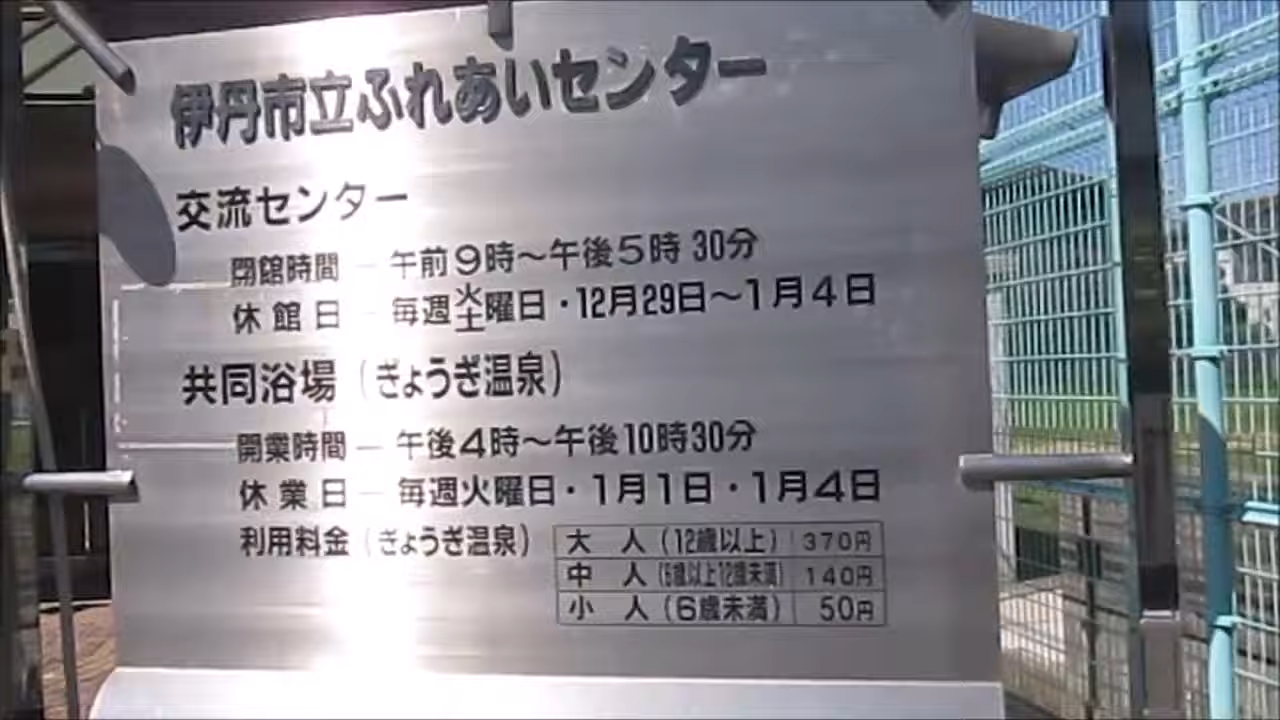 伊丹市立ふれあいセンター
交流センター
開館時間 ― 午前9時～午後5時30分
休館日 ― 毎週火土曜日・12月29日～1月4日
共同浴場（ぎょうぎ温泉）
開業時間 ― 午後4時～午後10時30分
休業日 ― 毎週火曜日・1月1日・1月4日
利用料金（ぎょうぎ温泉）
大人（12歳以上） 370円
中人（6歳以上12歳未満） 140円
小人（6歳未満） 50円